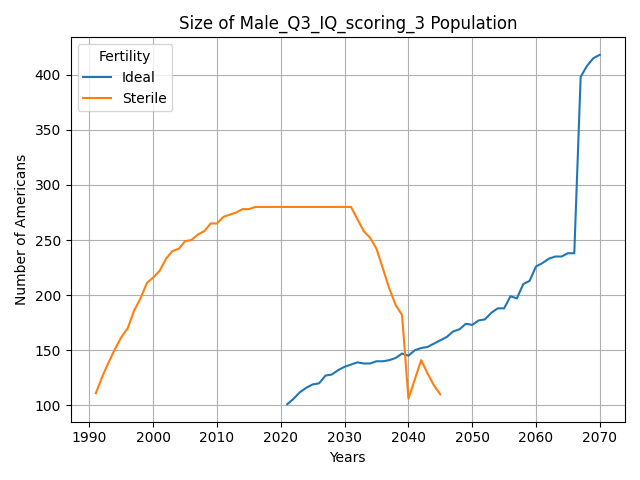 Size of Male_Q3_IQ_scoring_3 Population
Fertility
Ideal
Sterile
Number of Americans
400
350
300
250
200
150
100
1990 2000 2010 2020 2030 2040 2050 2060 2070
Years